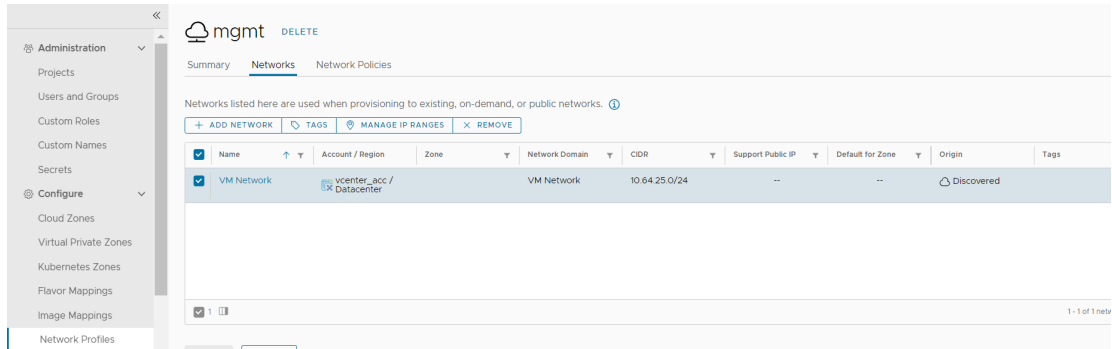 «
mgmt DELETE
Administration
Projects
Users and Groups
Custom Roles
Custom Names
Secrets
Configure
Cloud Zones
Virtual Private Zones
Kubernetes Zones
Flavor Mappings
Image Mappings
Network Profiles
Summary Networks Network Policies
Networks listed here are used when provisioning to existing, on-demand, or public networks.
+ ADD NETWORK TAGS MANAGE IP RANGES × REMOVE
Name Account / Region Zone Network Domain CIDR Support Public IP Default for Zone Origin Tags
VM Network vcenter_acc / Datacenter VM Network 10.64.25.0/24 -- -- Discovered
1
1 - 1 of 1 netw